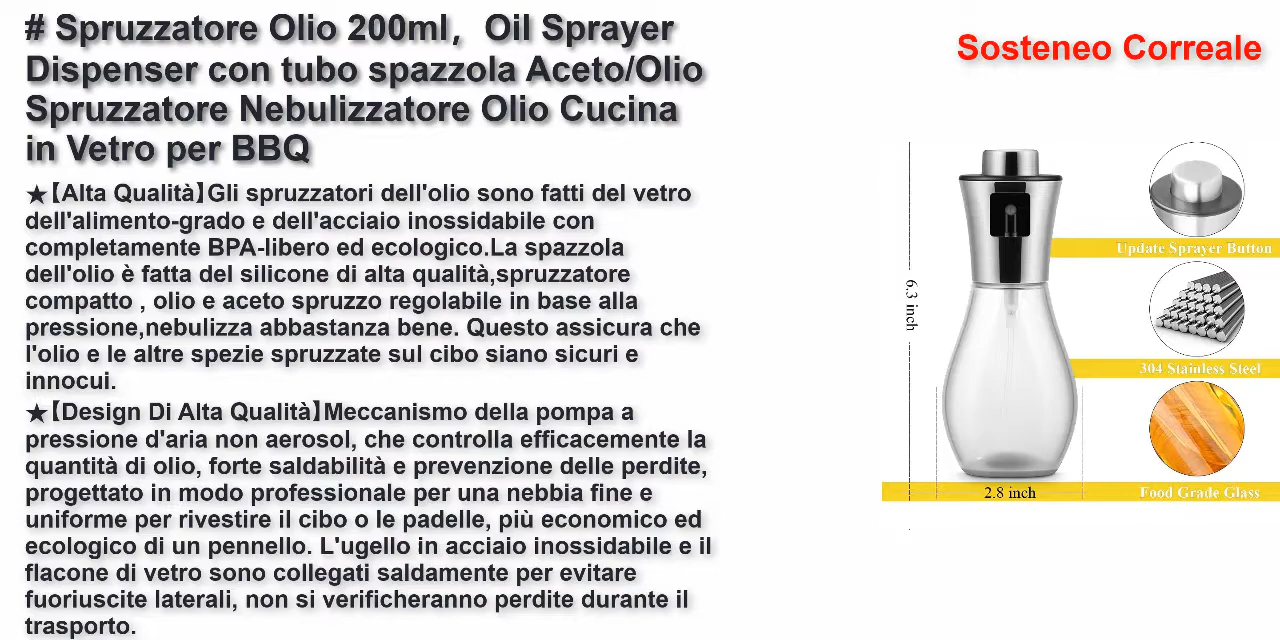 # Spruzzatore Olio 200ml，Oil Sprayer
Dispenser con tubo spazzola Aceto/Olio
Spruzzatore Nebulizzatore Olio Cucina
in Vetro per BBQ
★【Alta Qualità】Gli spruzzatori dell'olio sono fatti del vetro
dell'alimento-grado e dell'acciaio inossidabile con
completamente BPA-libero ed ecologico.La spazzola
dell'olio è fatta del silicone di alta qualità,spruzzatore
compatto , olio e aceto spruzzo regolabile in base alla
pressione,nebulizza abbastanza bene. Questo assicura che
l'olio e le altre spezie spruzzate sul cibo siano sicuri e
innocui.
★【Design Di Alta Qualità】Meccanismo della pompa a
pressione d'aria non aerosol, che controlla efficacemente la
quantità di olio, forte saldabilità e prevenzione delle perdite,
progettato in modo professionale per una nebbia fine e
uniforme per rivestire il cibo o le padelle, più economico ed
ecologico di un pennello. L'ugello in acciaio inossidabile e il
flacone di vetro sono collegati saldamente per evitare
fuoriuscite laterali, non si verificheranno perdite durante il
trasporto.
Sosteneo Correale
Update Sprayer Button
6.3 inch
304 Stainless Steel
2.8 inch
Food Grade Glass